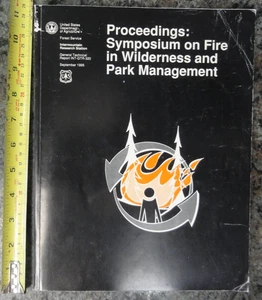 United States
Department
of Agriculture
Forest Service
Intermountain
Research Station
General Technical
Report INT-GTR-320
September 1995
Proceedings:
Symposium on Fire
in Wilderness and
Park Management